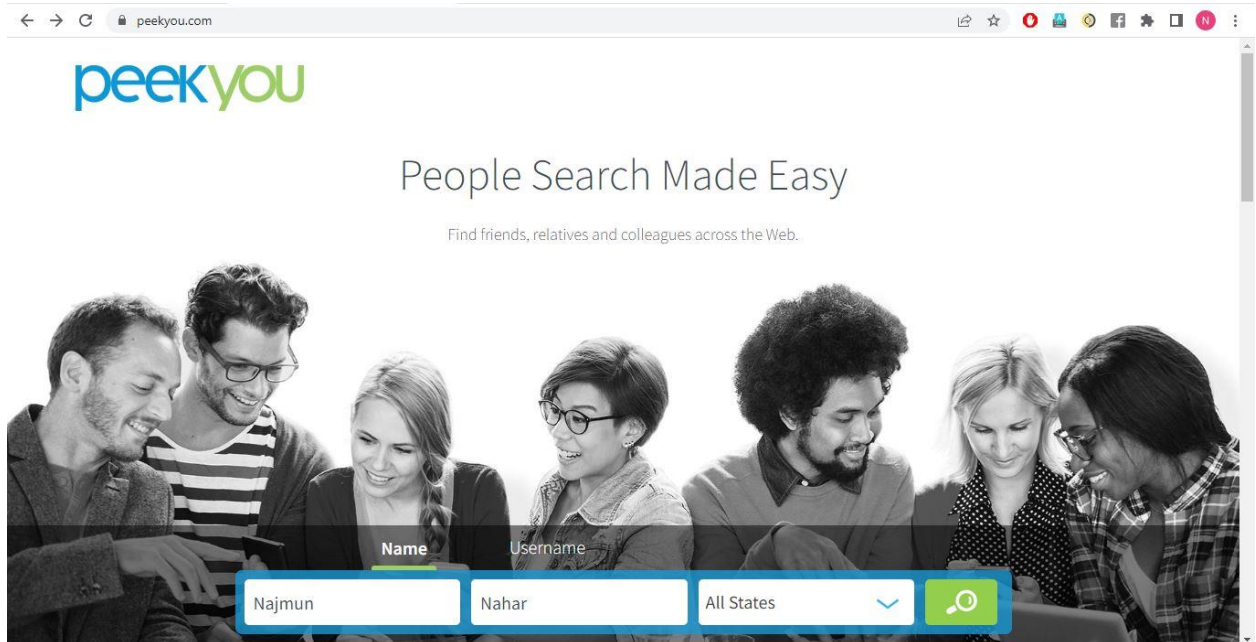 peekyou.com
N
peekyou
People Search Made Easy
Find friends, relatives and colleagues across the Web.
Name Username
Najmun Nahar All States